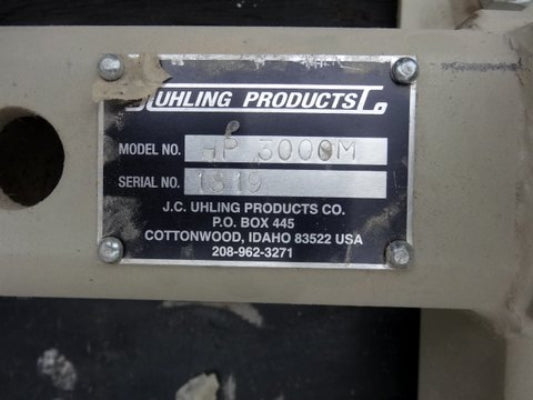 UHLING PRODUCTS
MODEL NO. HP 3000M
SERIAL NO. 1819
J.C. UHLING PRODUCTS CO.
P.O. BOX 445
COTTONWOOD, IDAHO 83522 USA
208-962-3271